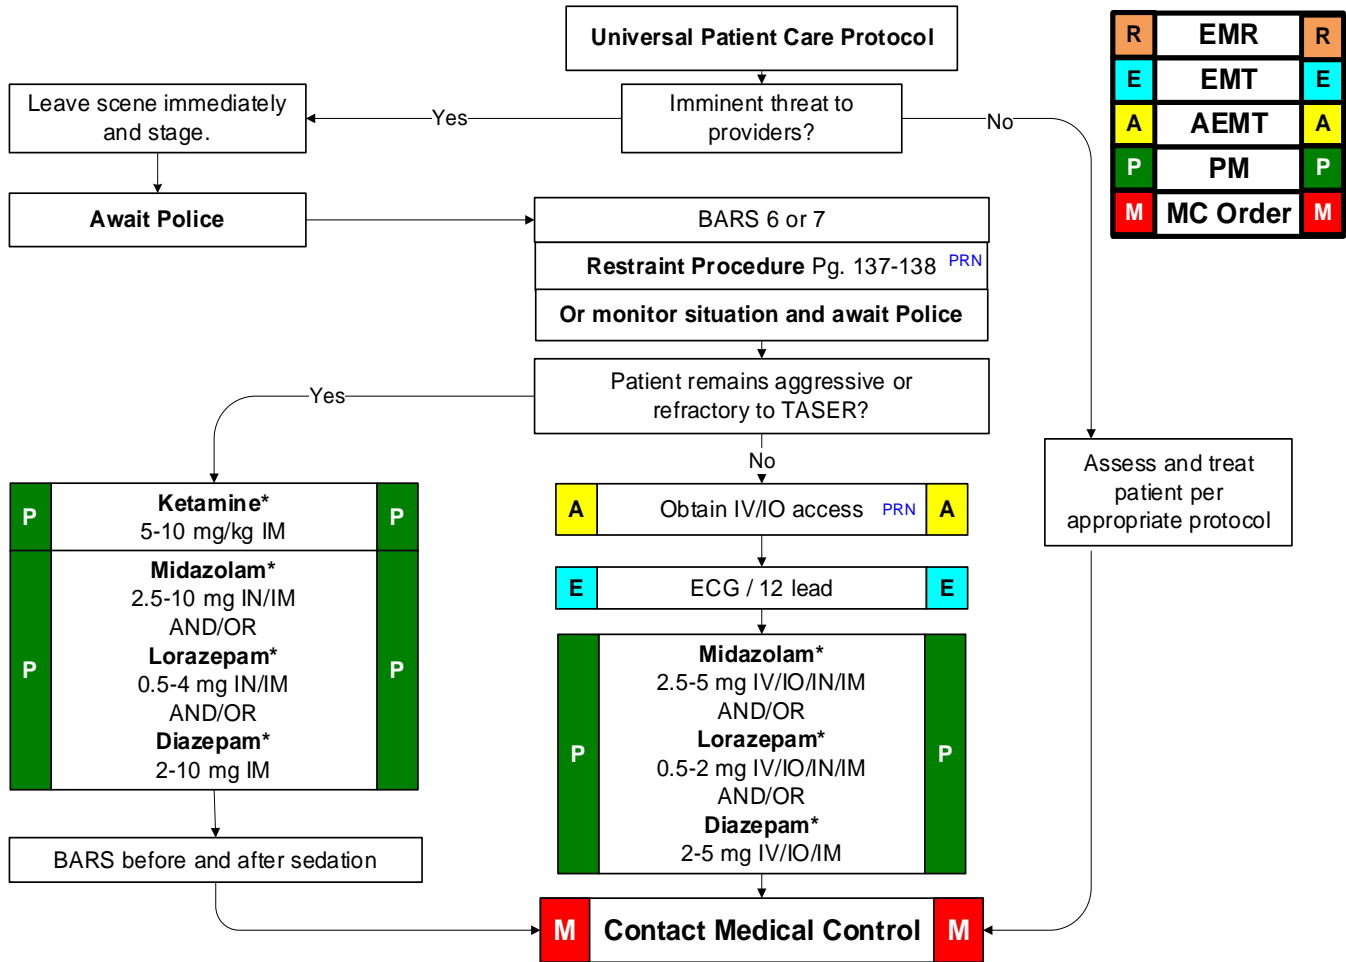 Universal Patient Care Protocol
R EMR R
E EMT E
A AEMT A
P PM P
M MC Order M
Imminent threat to
providers?
Yes
No
Leave scene immediately
and stage.
Await Police
BARS 6 or 7
Restraint Procedure Pg. 137-138 PRN
Or monitor situation and await Police
Patient remains aggressive or
refractory to TASER?
Yes
No
Assess and treat
patient per
appropriate protocol
P Ketamine* P
5-10 mg/kg IM
Midazolam*
2.5-10 mg IN/IM
AND/OR
Lorazepam*
P 0.5-4 mg IN/IM P
AND/OR
Diazepam*
2-10 mg IM
BARS before and after sedation
A Obtain IV/IO access PRN A
E ECG / 12 lead E
Midazolam*
2.5-5 mg IV/IO/IN/IM
AND/OR
Lorazepam*
P 0.5-2 mg IV/IO/IN/IM P
AND/OR
Diazepam*
2-5 mg IV/IO/IM
M Contact Medical Control M